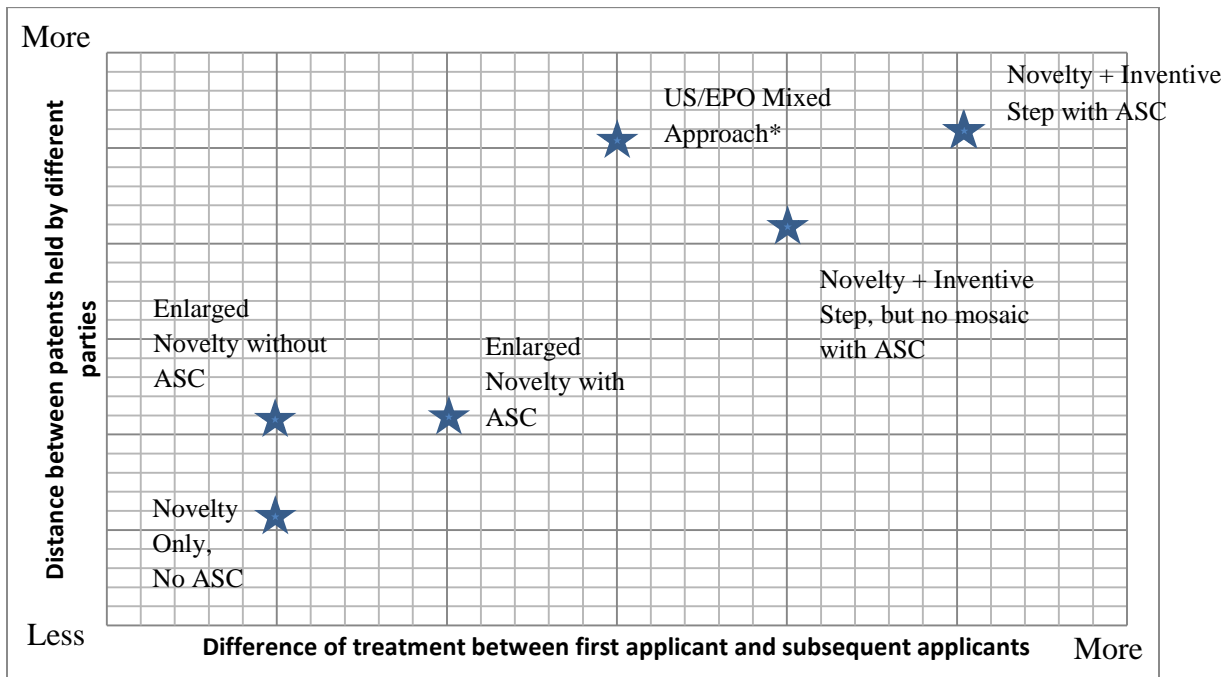 More
Distance between patents held by different
parties
US/EPO Mixed
Approach*
Novelty + Inventive
Step with ASC
Novelty + Inventive
Step, but no mosaic
with ASC
Enlarged
Novelty without
ASC
Enlarged
Novelty with
ASC
Novelty
Only,
No ASC
Less
Difference of treatment between first applicant and subsequent applicants
More